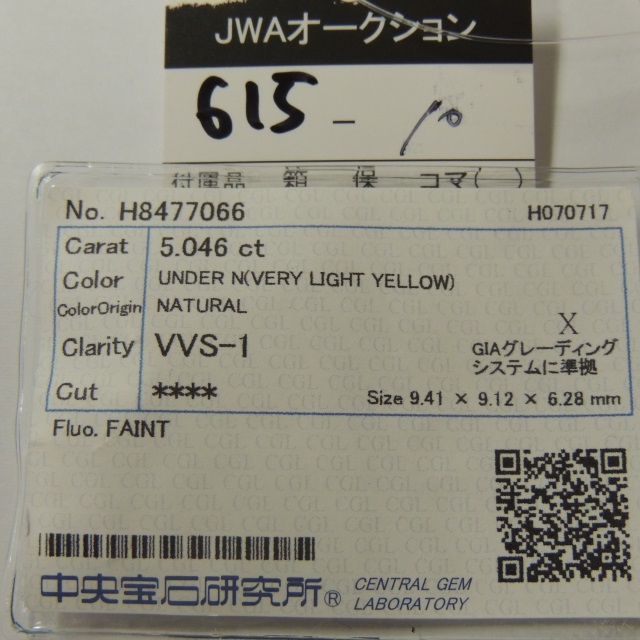 JWAオークション
615 - 10
付属品 箱 保 コマ( )
No. H8477066 H070717
Carat 5.046 ct
Color UNDER N(VERY LIGHT YELLOW)
ColorOrigin NATURAL
Clarity VVS-1
X
GIAグレーディング
システムに準拠
Cut ****
Size 9.41 × 9.12 × 6.28 mm
Fluo. FAINT
中央宝石研究所® CENTRAL GEM
LABORATORY